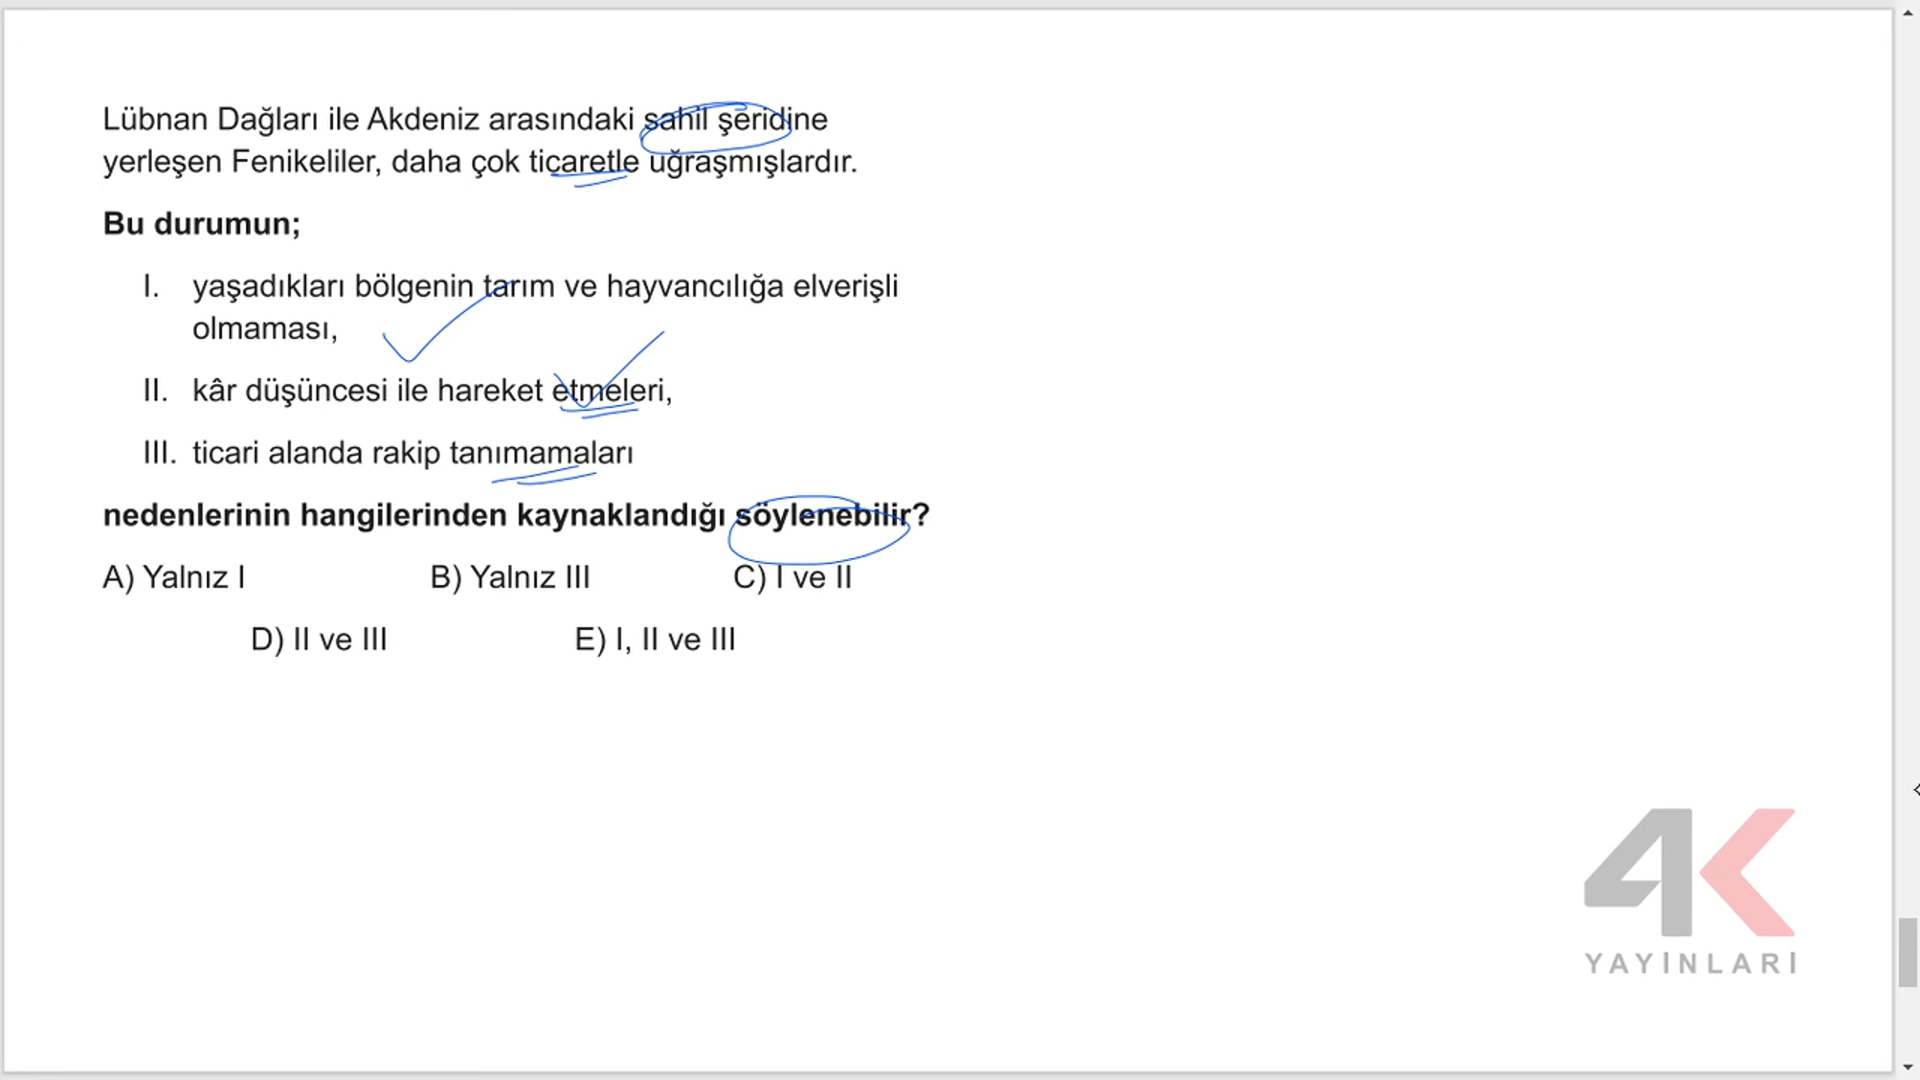 Lübnan Dağları ile Akdeniz arasındaki sahil şeridine
yerleşen Fenikeliler, daha çok ticaretle uğraşmışlardır.
Bu durumun;
I. yaşadıkları bölgenin tarım ve hayvancılığa elverişli
olmaması,
II. kâr düşüncesi ile hareket etmeleri,
III. ticari alanda rakip tanımamaları
nedenlerinin hangilerinden kaynaklandığı söylenebilir?
A) Yalnız I B) Yalnız III C) I ve II
D) II ve III E) I, II ve III
4K
YAYINLARI